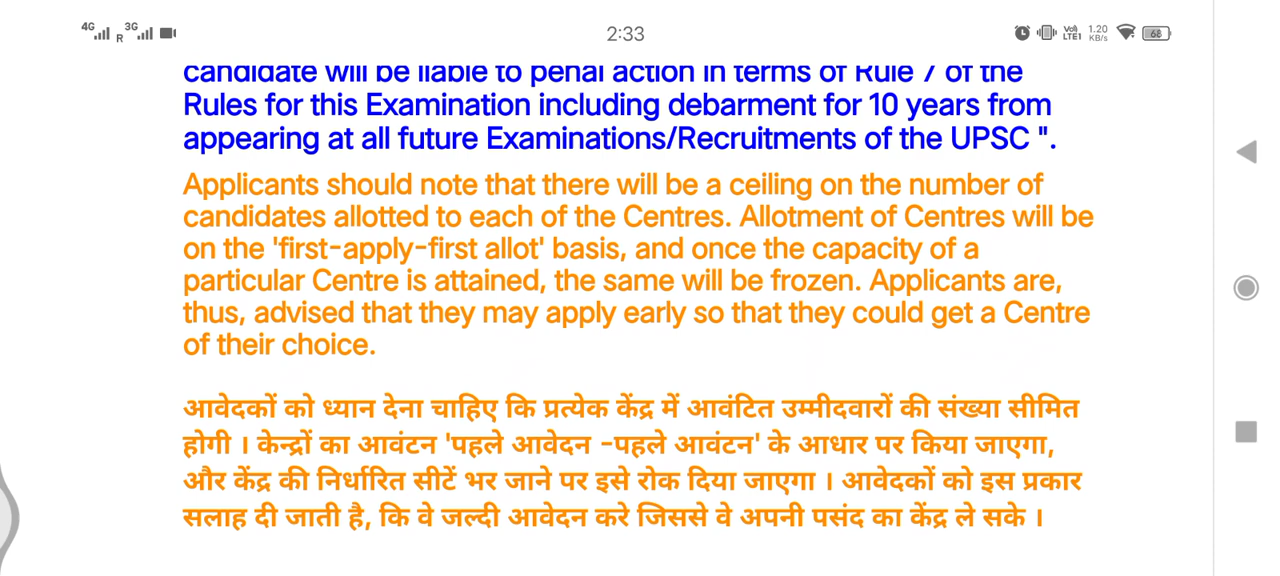 4G R 3G 2:33 Vo) LTE1 1.20 KB/s 68
candidate will be liable to penal action in terms of Rule 7 of the
Rules for this Examination including debarment for 10 years from
appearing at all future Examinations/Recruitments of the UPSC ".
Applicants should note that there will be a ceiling on the number of
candidates allotted to each of the Centres. Allotment of Centres will be
on the 'first-apply-first allot' basis, and once the capacity of a
particular Centre is attained, the same will be frozen. Applicants are,
thus, advised that they may apply early so that they could get a Centre
of their choice.
आवेदकों को ध्यान देना चाहिए कि प्रत्येक केंद्र में आवंटित उम्मीदवारों की संख्या सीमित
होगी । केन्द्रों का आवंटन 'पहले आवेदन -पहले आवंटन' के आधार पर किया जाएगा,
और केंद्र की निर्धारित सीटें भर जाने पर इसे रोक दिया जाएगा । आवेदकों को इस प्रकार
सलाह दी जाती है, कि वे जल्दी आवेदन करे जिससे वे अपनी पसंद का केंद्र ले सके ।